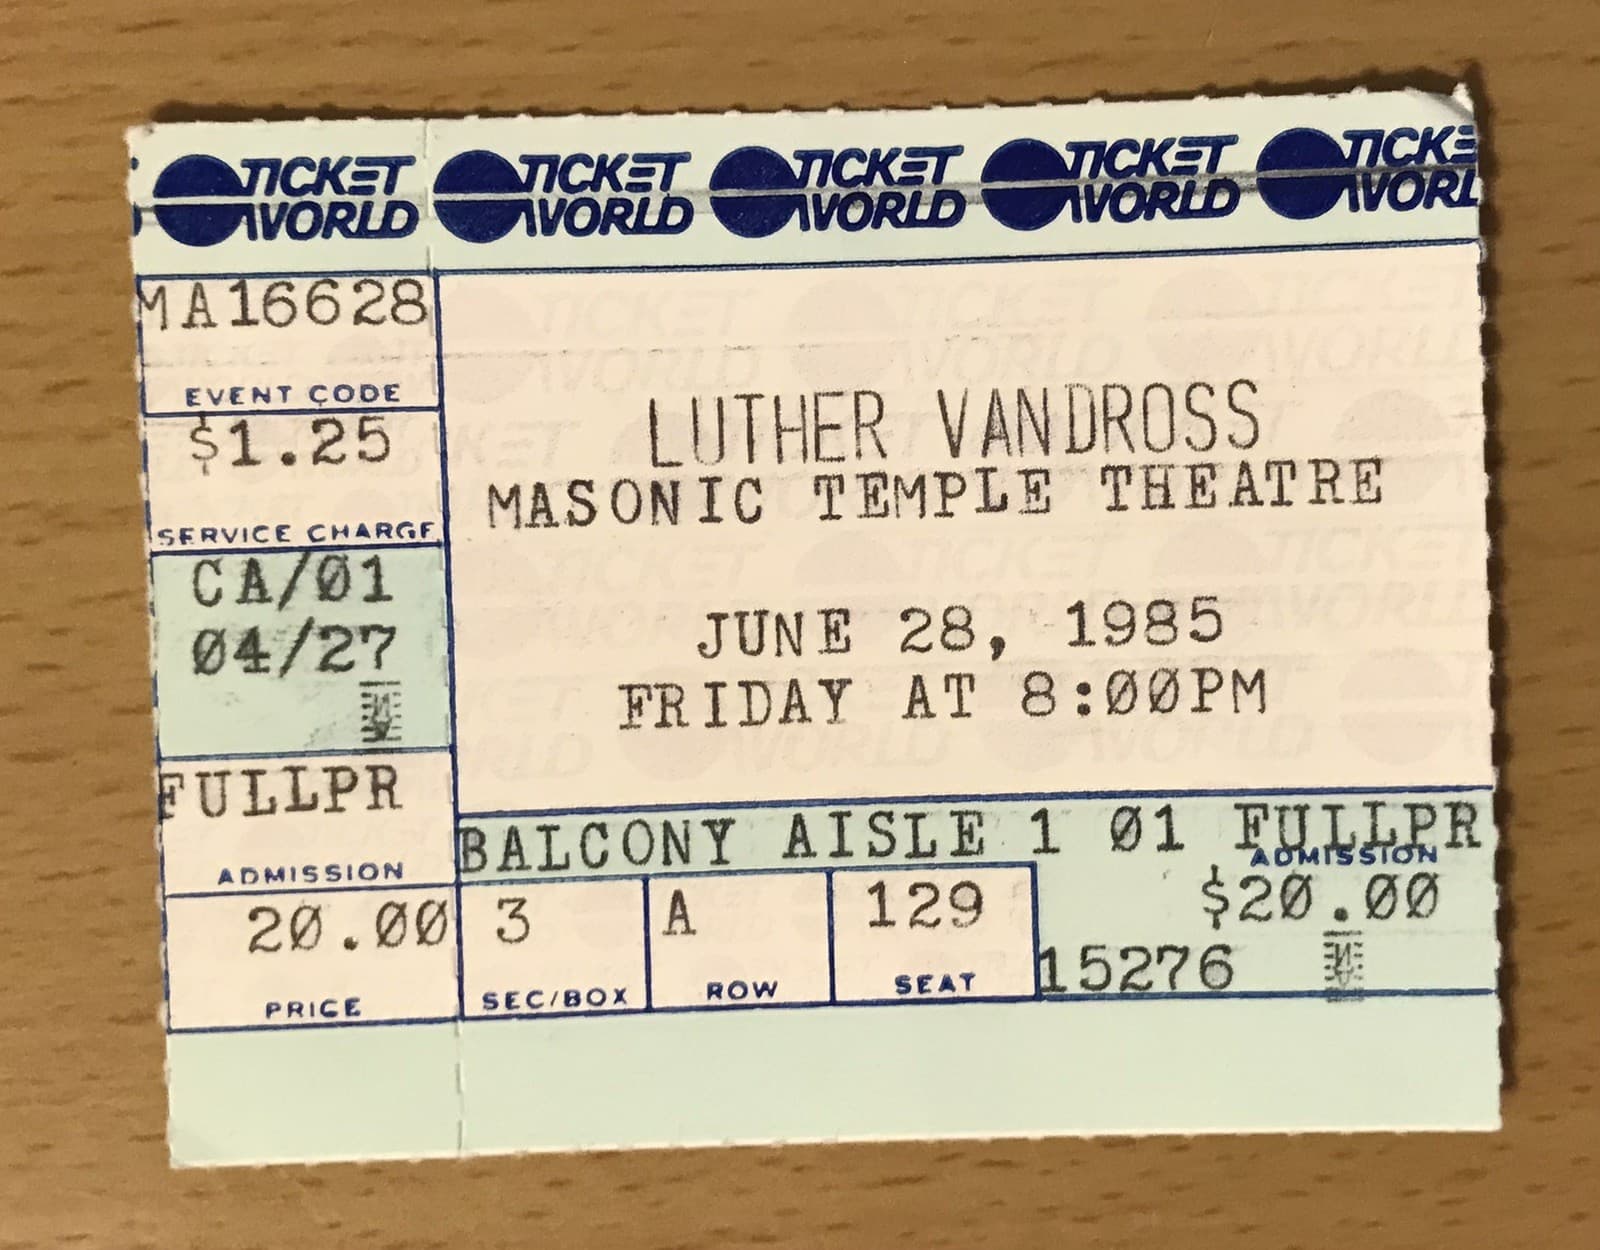 TICKET WORLD TICKET WORLD TICKET WORLD TICKET WORLD TICKE WORL
MA16628
EVENT CODE
$1.25
SERVICE CHARGE
CA/01
04/27
FULLPR
ADMISSION
20.00
PRICE
LUTHER VANDROSS
MASONIC TEMPLE THEATRE
JUNE 28, 1985
FRIDAY AT 8:00PM
BALCONY AISLE 1 01 FULLPR
ADMISSION
3 A 129 $20.00
SEC/BOX ROW SEAT 15276